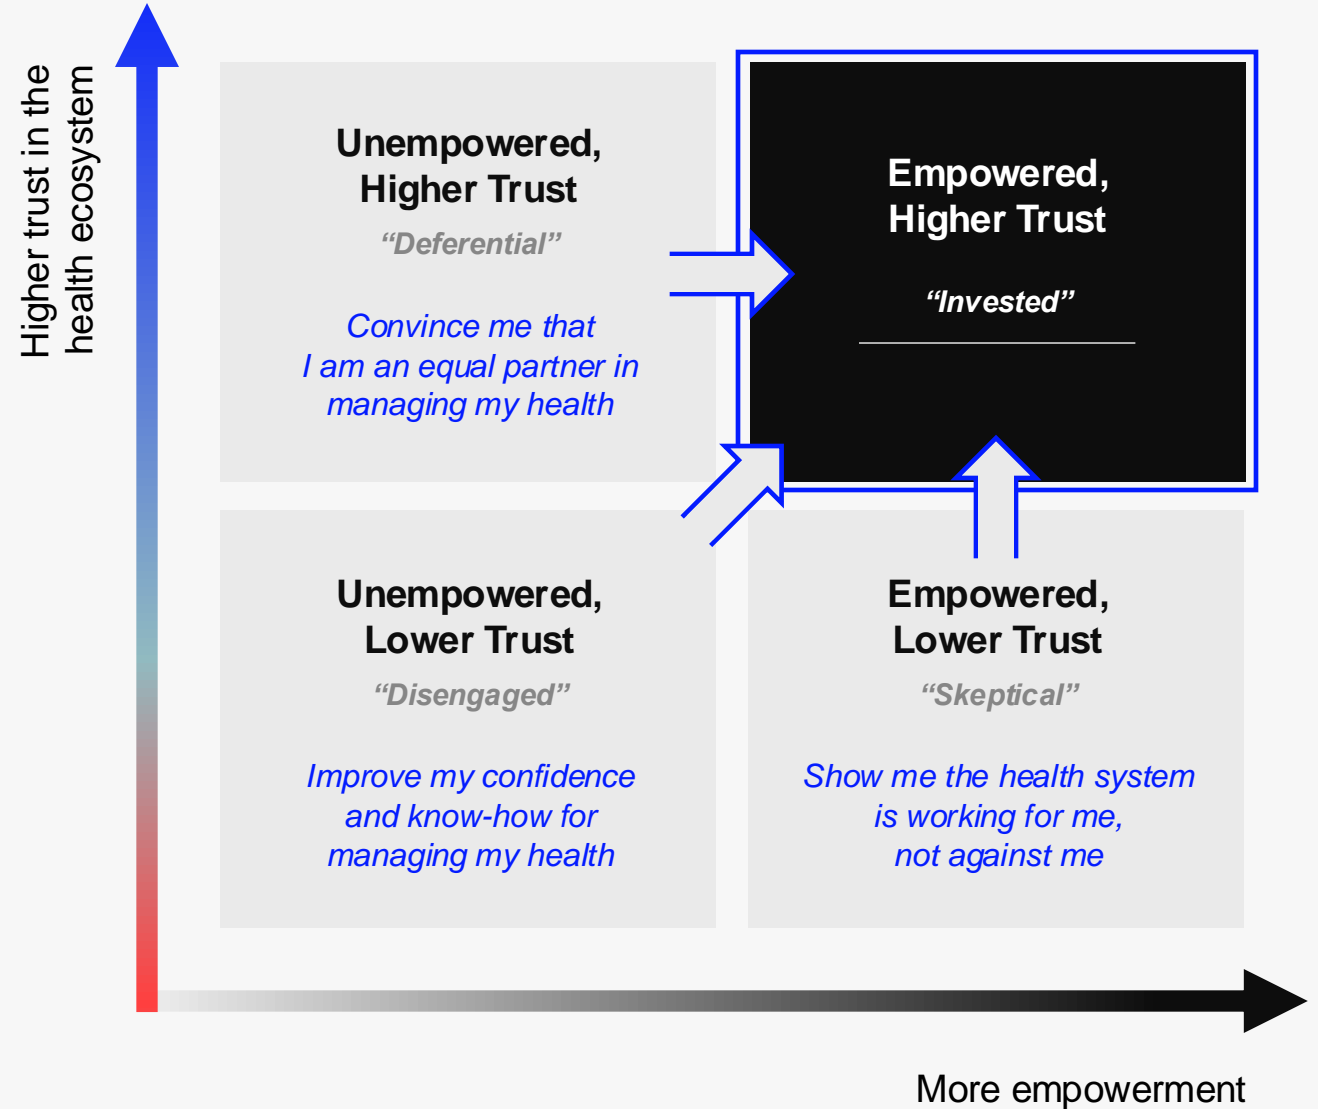 Higher trust in the
health ecosystem
Unempowered,
Higher Trust
“Deferential”
Convince me that
I am an equal partner in
managing my health
Empowered,
Higher Trust
“Invested”
Unempowered,
Lower Trust
“Disengaged”
Improve my confidence
and know-how for
managing my health
Empowered,
Lower Trust
“Skeptical”
Show me the health system
is working for me,
not against me
More empowerment